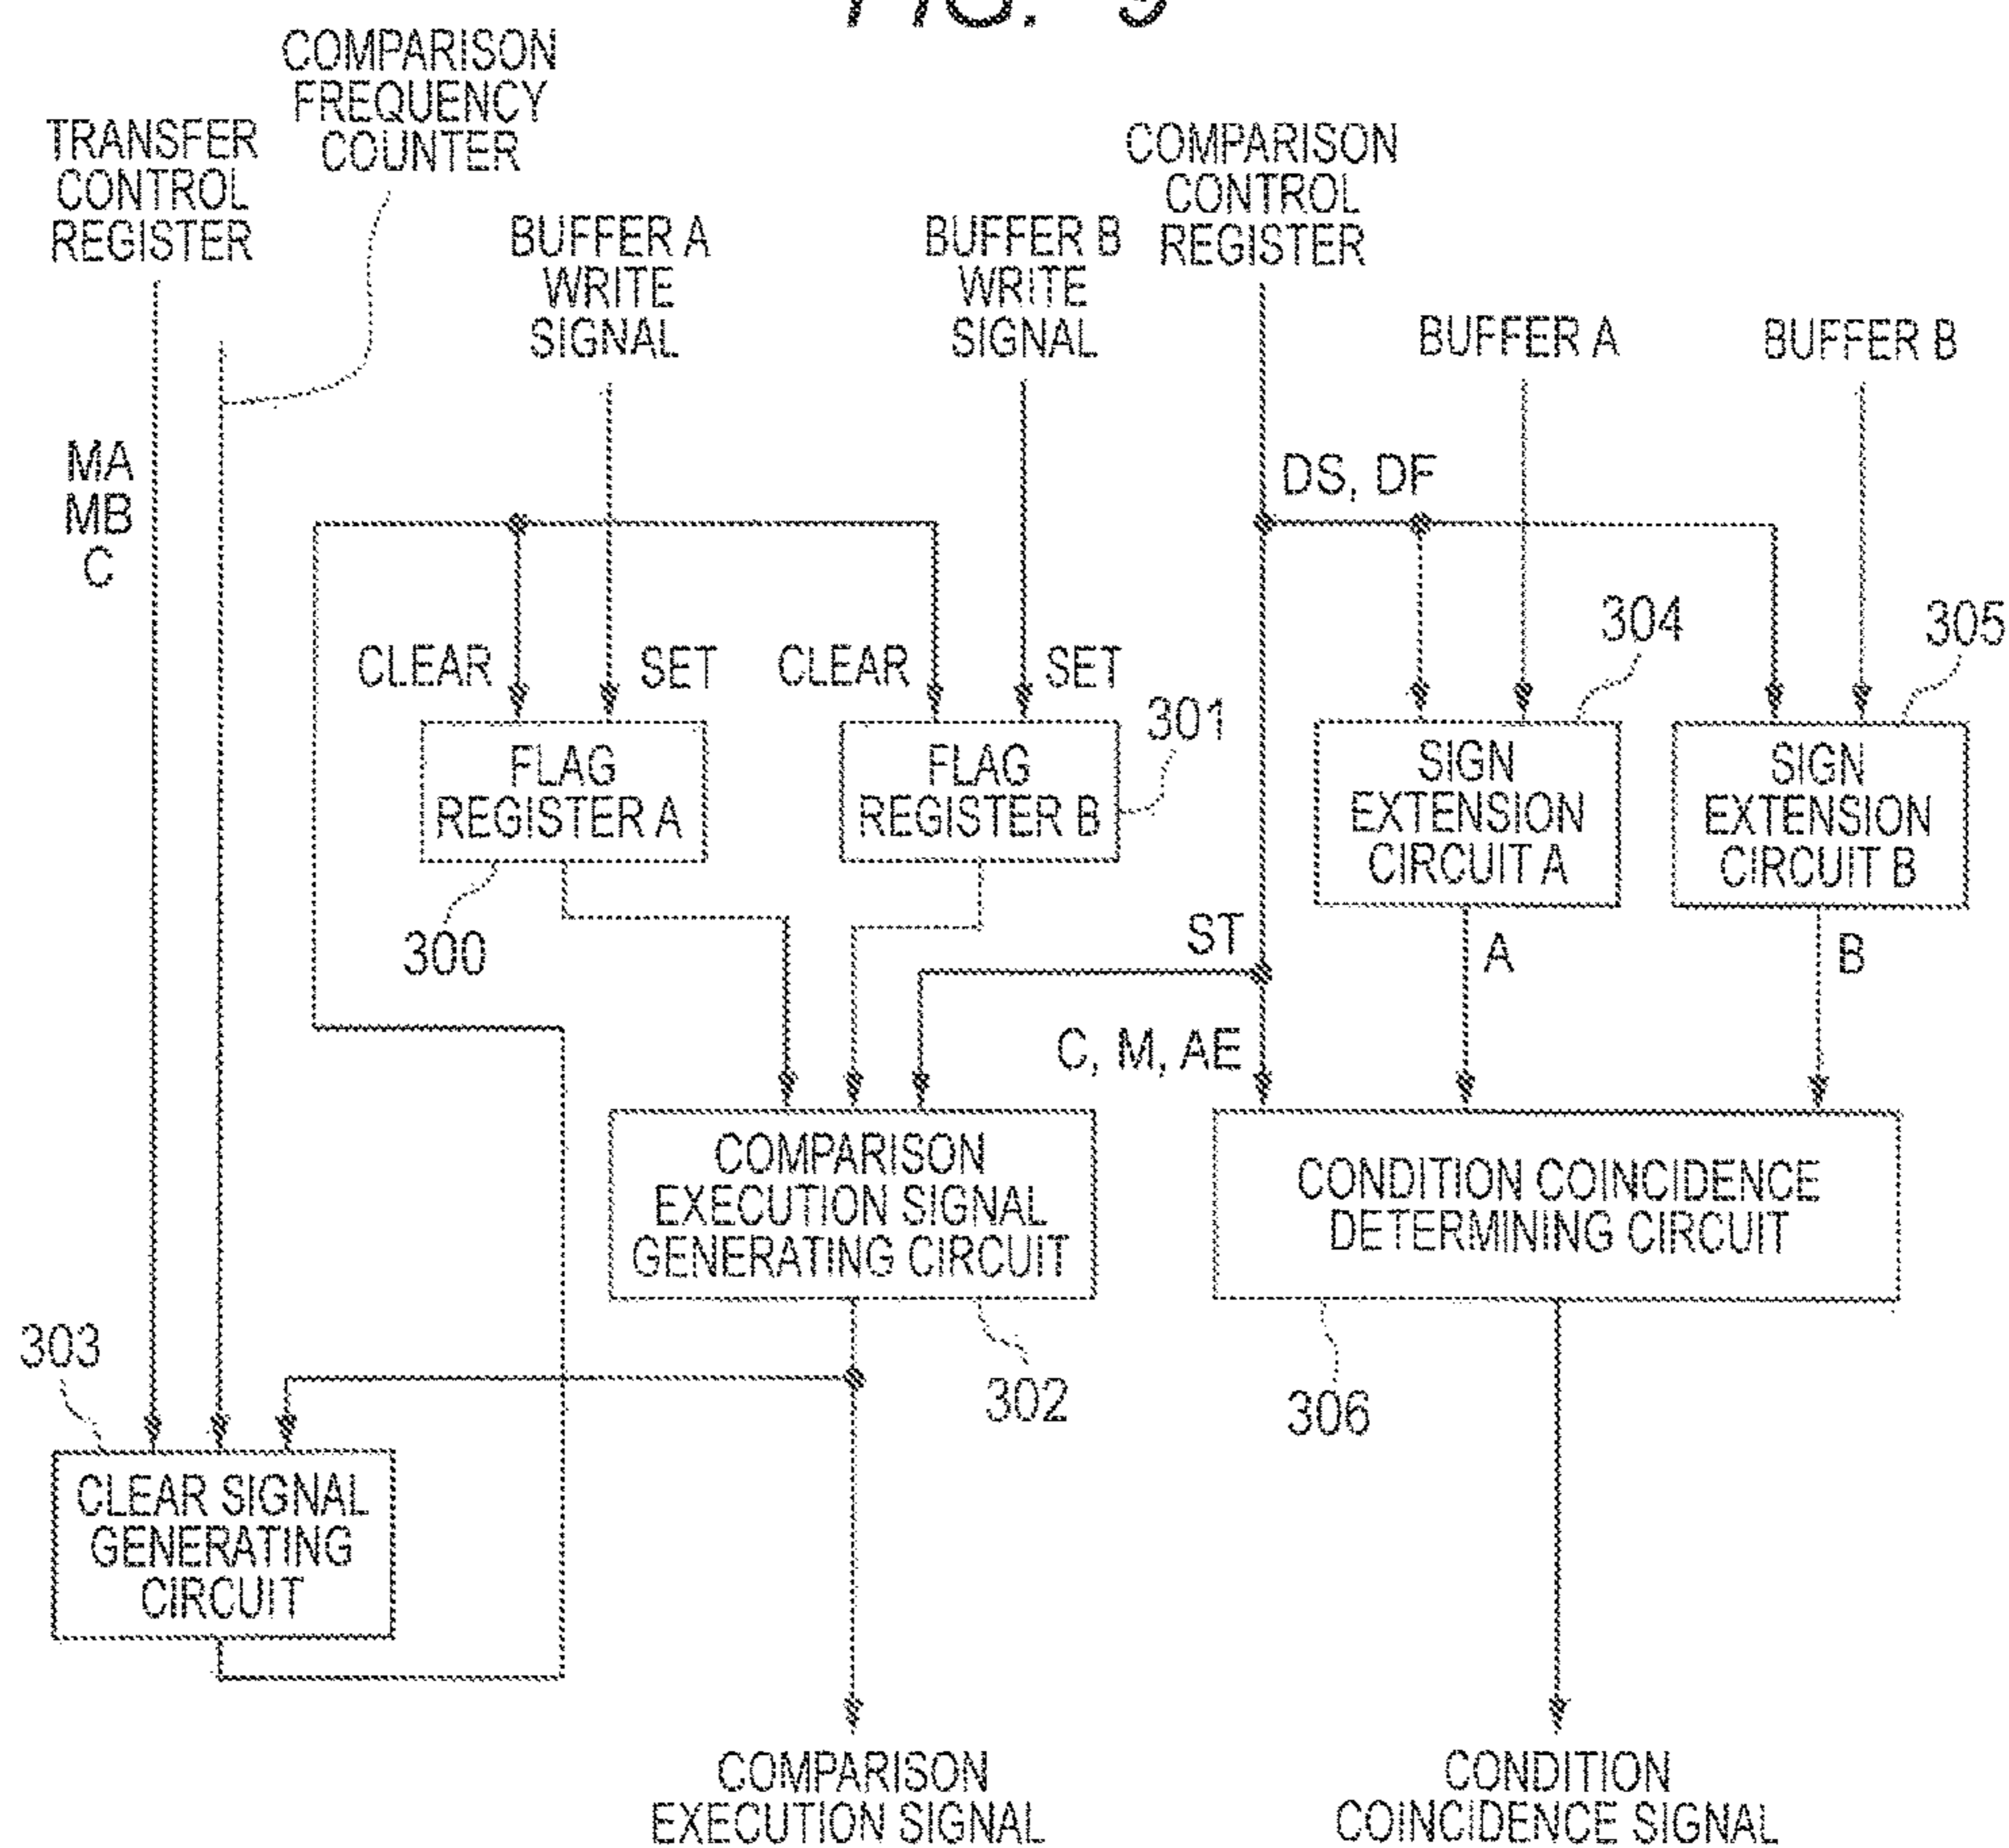 FIG. 9
COMPARISON
FREQUENCY
COUNTER
TRANSFER
CONTROL
REGISTER
BUFFER A
WRITE
SIGNAL
BUFFER B
WRITE
SIGNAL
COMPARISON
CONTROL
REGISTER
BUFFER A
BUFFER B
MA
MB
C
DS, DF
CLEAR
SET
CLEAR
SET
304
305
301
FLAG
REGISTER A
FLAG
REGISTER B
SIGN
EXTENSION
CIRCUIT A
SIGN
EXTENSION
CIRCUIT B
300
ST
A
B
C, M, AE
COMPARISON
EXECUTION SIGNAL
GENERATING CIRCUIT
CONDITION COINCIDENCE
DETERMINING CIRCUIT
303
302
306
CLEAR SIGNAL
GENERATING
CIRCUIT
COMPARISON
EXECUTION SIGNAL
CONDITION
COINCIDENCE SIGNAL